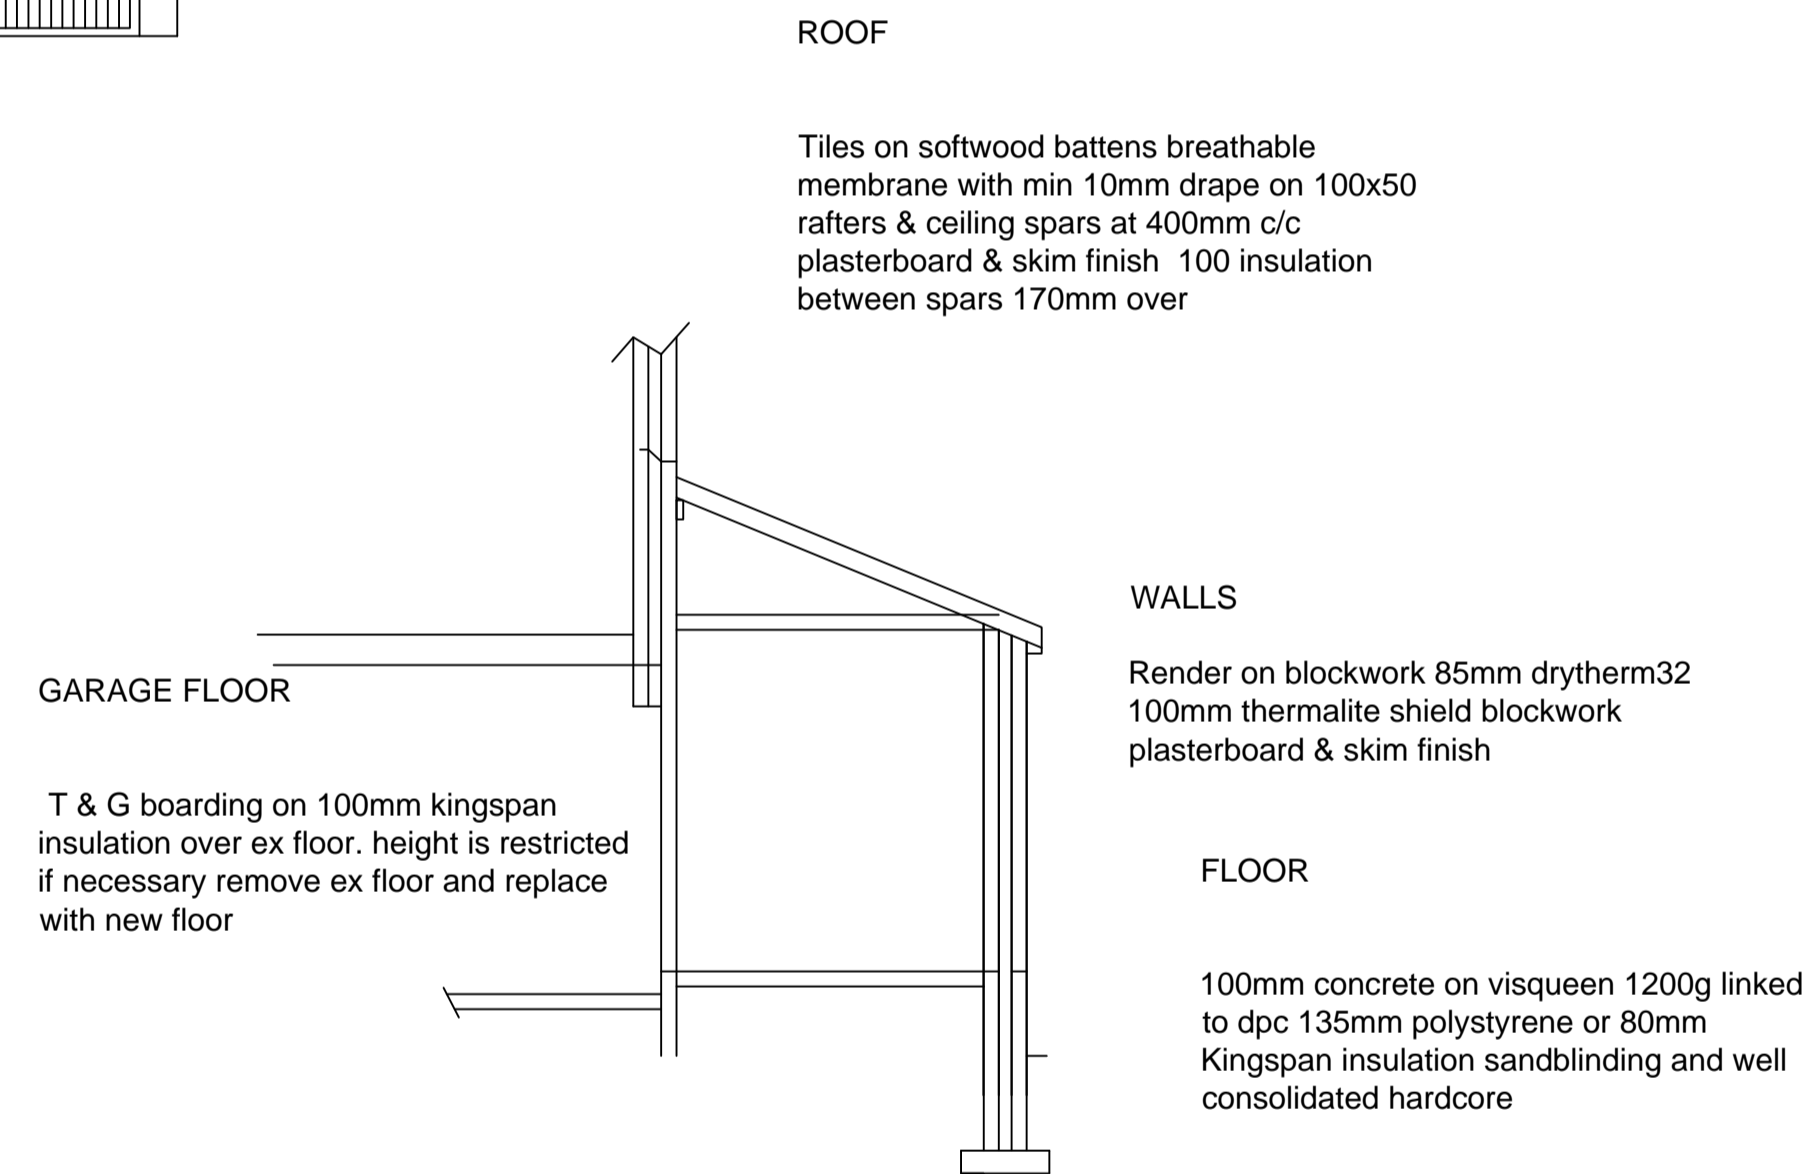 ROOF
Tiles on softwood battens breathable
membrane with min 10mm drape on 100x50
rafters & ceiling spars at 400mm c/c
plasterboard & skim finish  100 insulation
between spars 170mm over
WALLS
Render on blockwork 85mm drytherm32
100mm thermalite shield blockwork
plasterboard & skim finish
GARAGE FLOOR
T & G boarding on 100mm kingspan
insulation over ex floor. height is restricted
if necessary remove ex floor and replace
with new floor
FLOOR
100mm concrete on visqueen 1200g linked
to dpc 135mm polystyrene or 80mm
Kingspan insulation sandblinding and well
consolidated hardcore